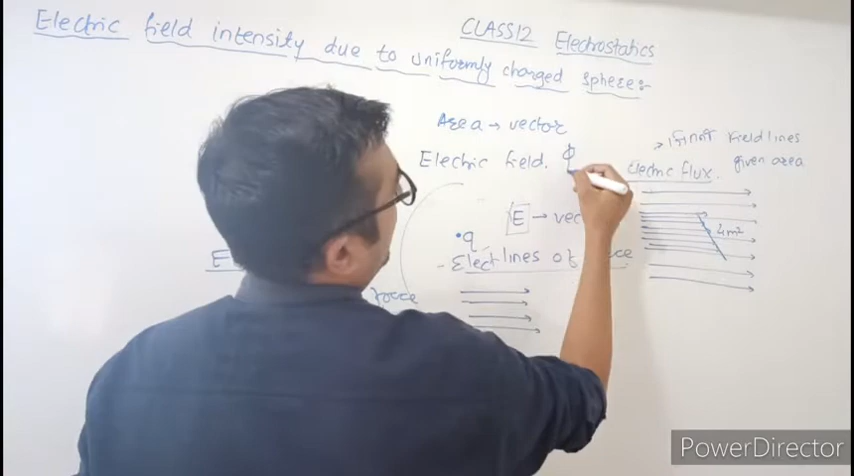 CLASS12 Electrostatics
Electric field intensity due to uniformly charged sphere:-
Area → vector
Electric field. Φ
Field lines
given area
Electric flux.
E → vec
4m²
•q
- Elect lines of
force
PowerDirector